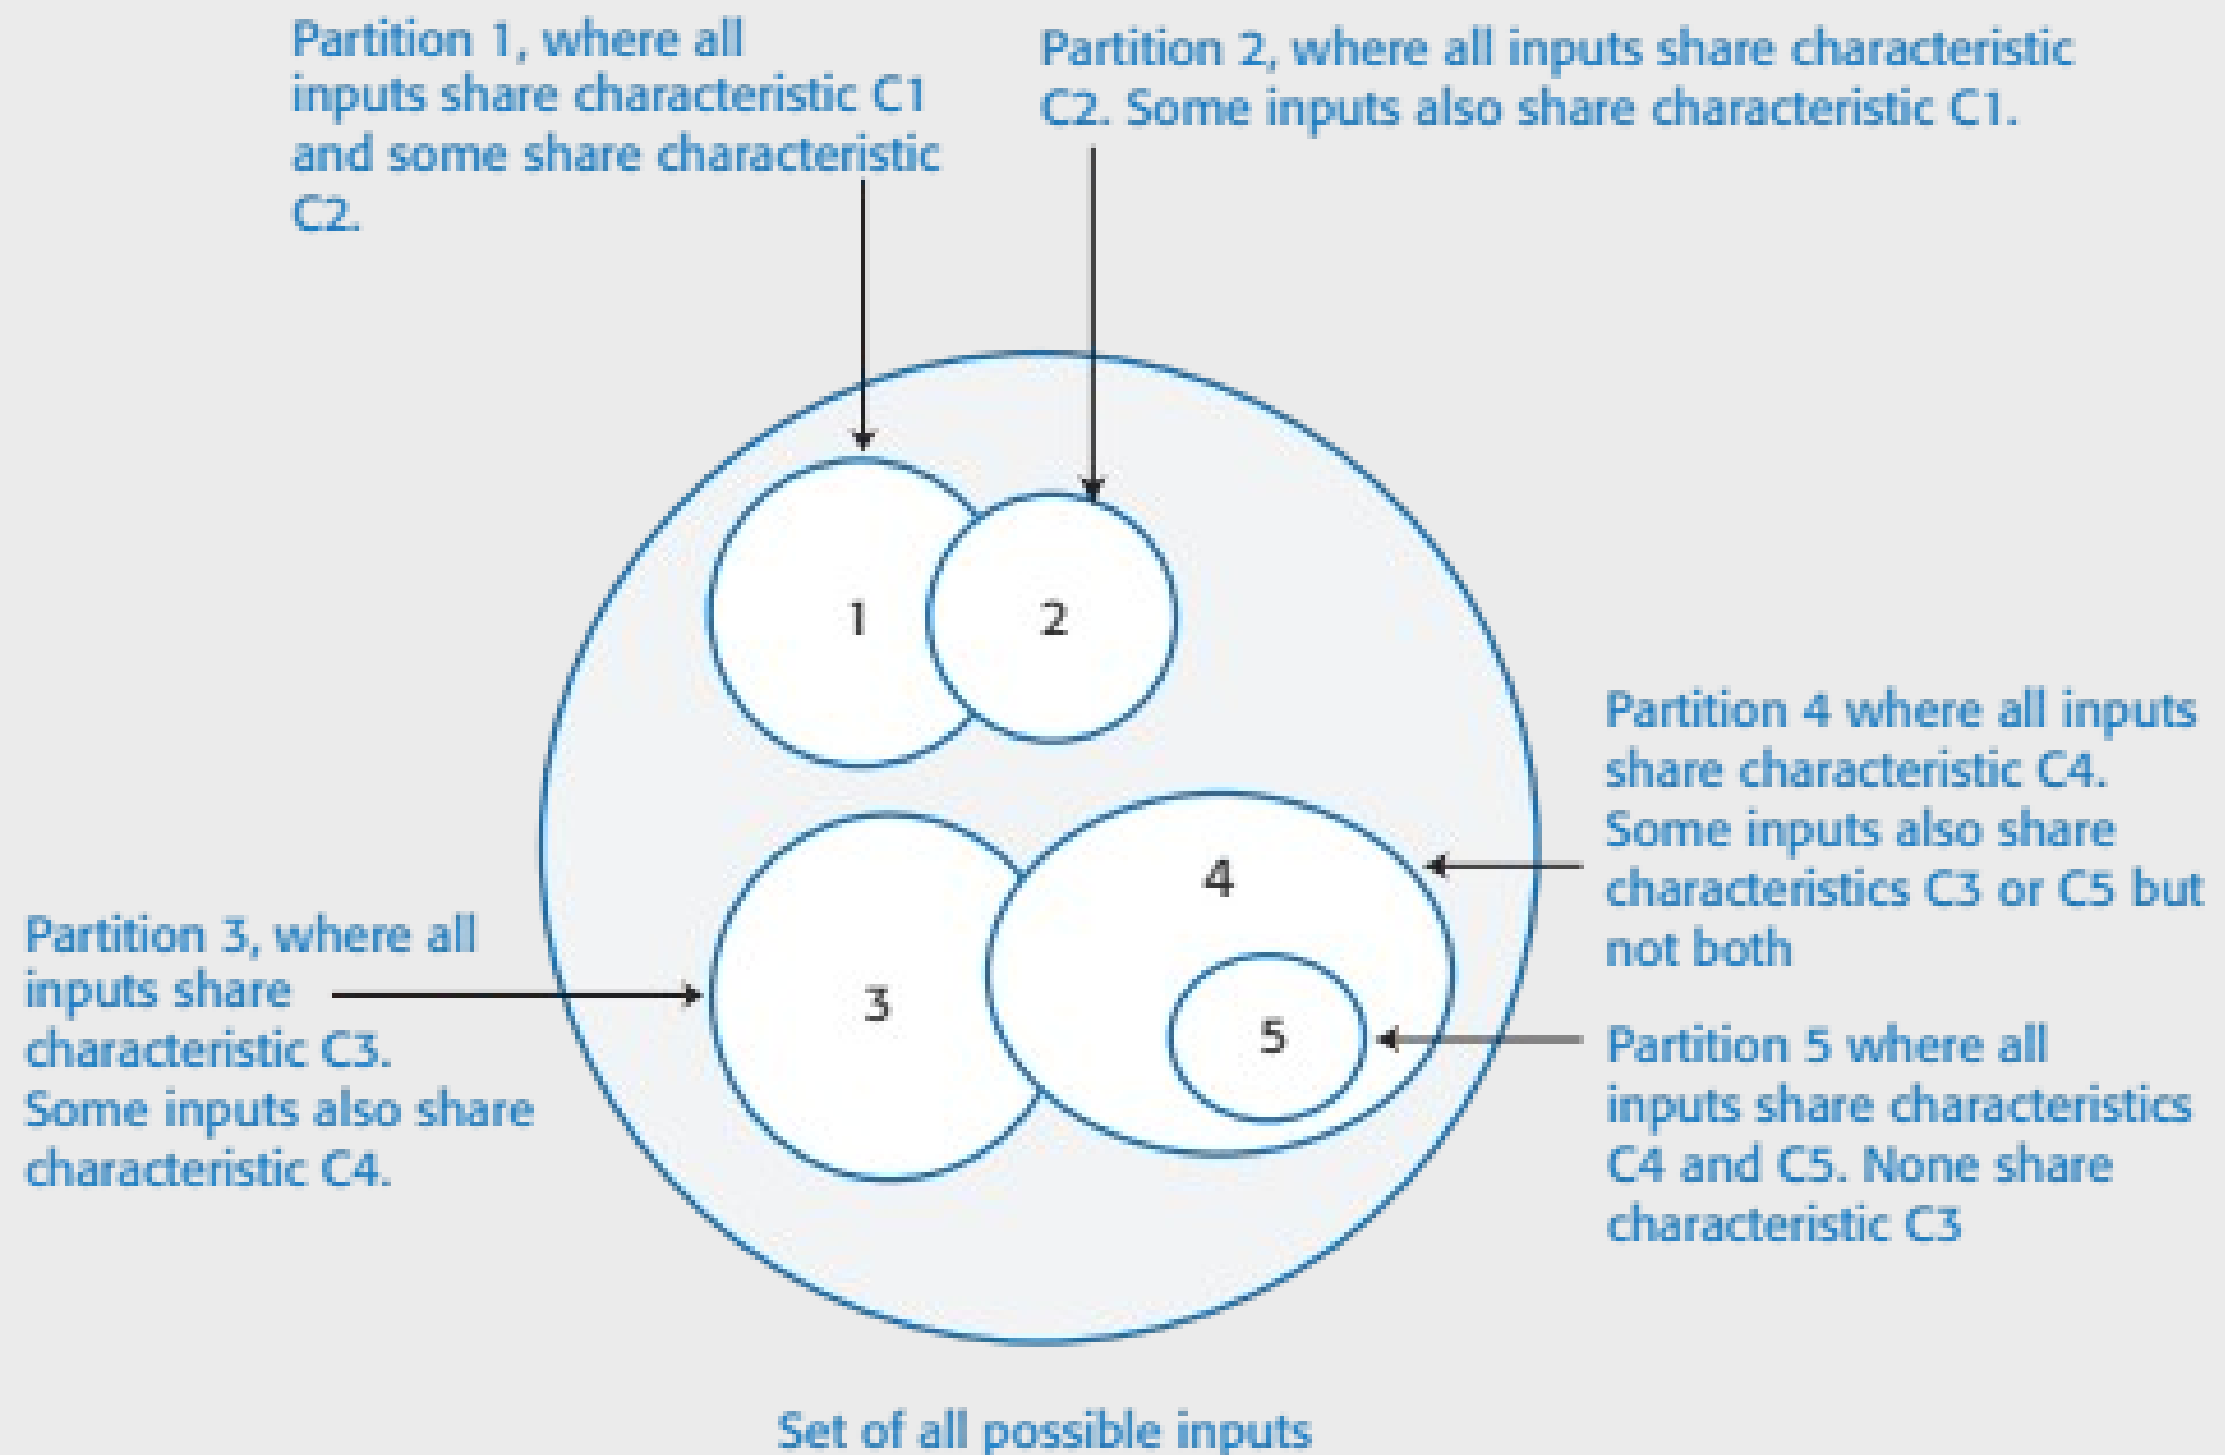 Partition 1, where all
inputs share characteristic C1
and some share characteristic
C2.
Partition 2, where all inputs share characteristic
C2. Some inputs also share characteristic C1.
1
2
Partition 4 where all inputs
share characteristic C4.
Some inputs also share
characteristics C3 or C5 but
not both
4
Partition 3, where all
inputs share
characteristic C3.
Some inputs also share
characteristic C4.
3
5
Partition 5 where all
inputs share characteristics
C4 and C5. None share
characteristic C3
Set of all possible inputs